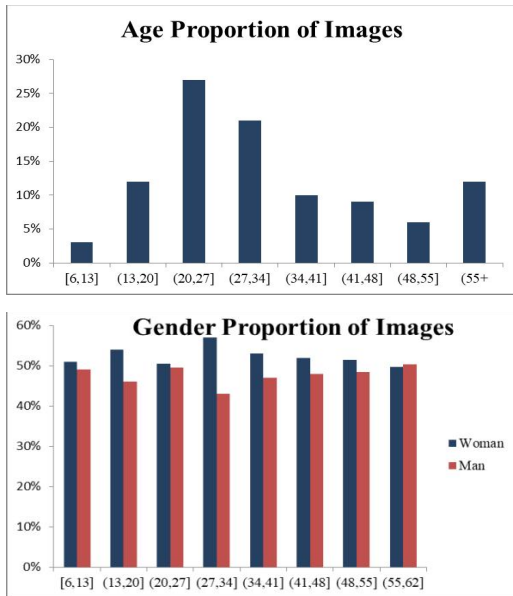 Age Proportion of Images
30%
25%
20%
15%
10%
5%
0%
[6,13] (13,20] (20,27] (27,34] (34,41] (41,48] (48,55] (55+
Gender Proportion of Images
60%
50%
40%
30%
20%
10%
0%
Woman
Man
[6,13] (13,20] (20,27] (27,34] (34,41] (41,48] (48,55] (55,62]